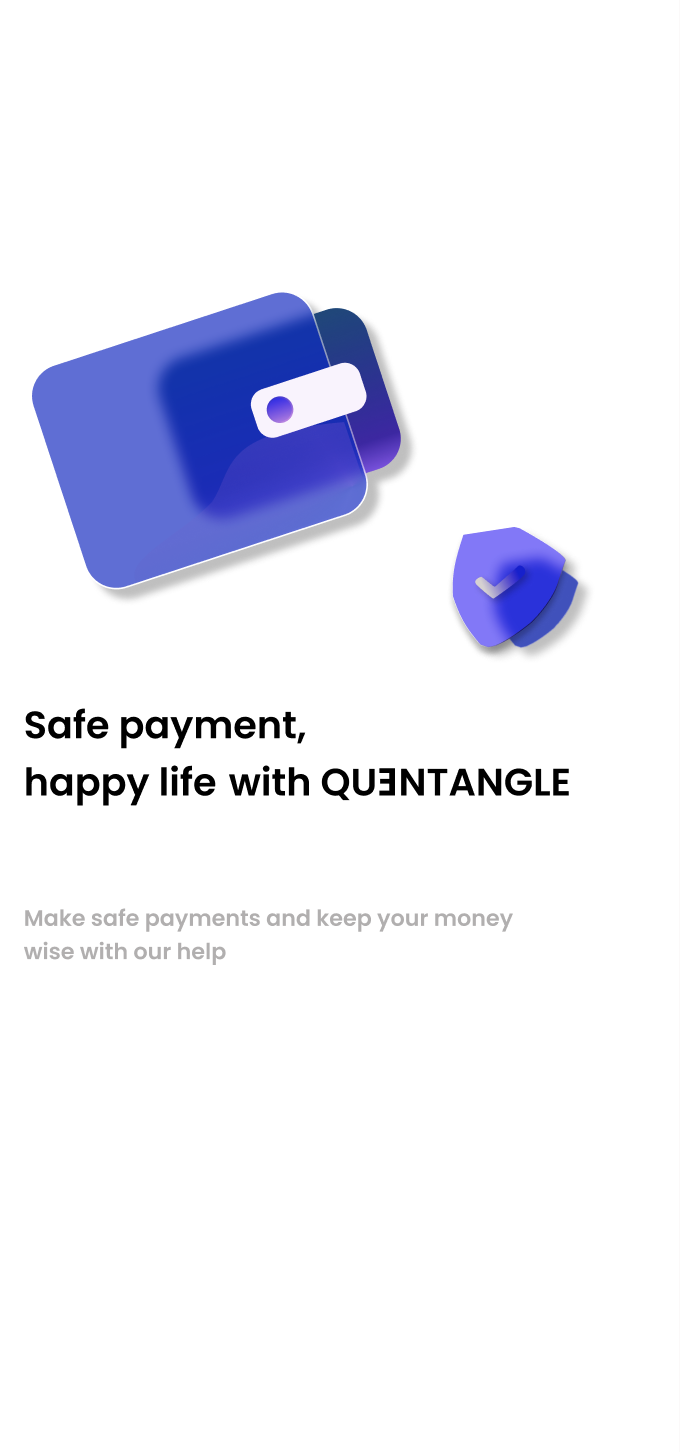 Safe payment,
happy life with QUƎNTANGLE
Make safe payments and keep your money
wise with our help